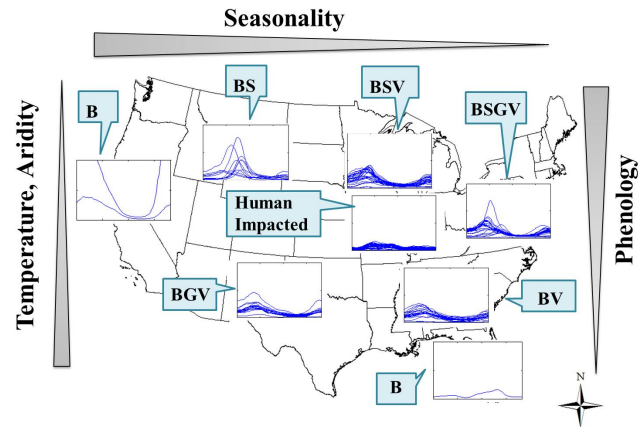 Seasonality
B
BS
BSV
BSGV
Temperature, Aridity
Phenology
Human
Impacted
BGV
BV
B
N